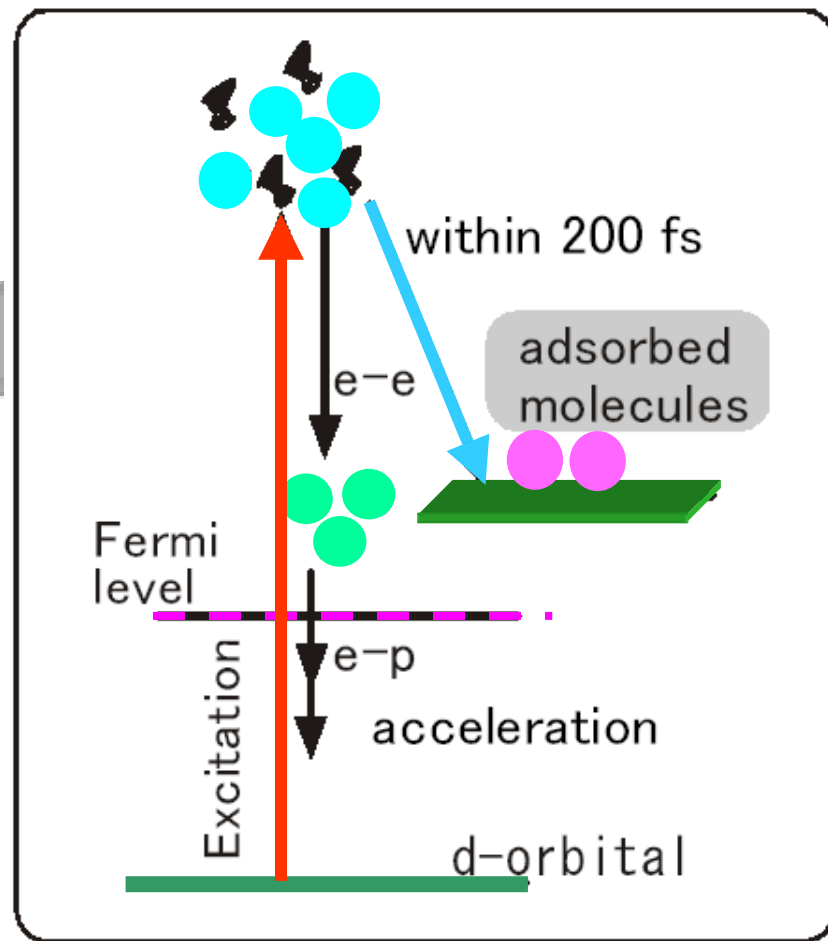 within 200 fs
adsorbed
molecules
e-e
Fermi
level
e-p
Excitation
acceleration
d-orbital